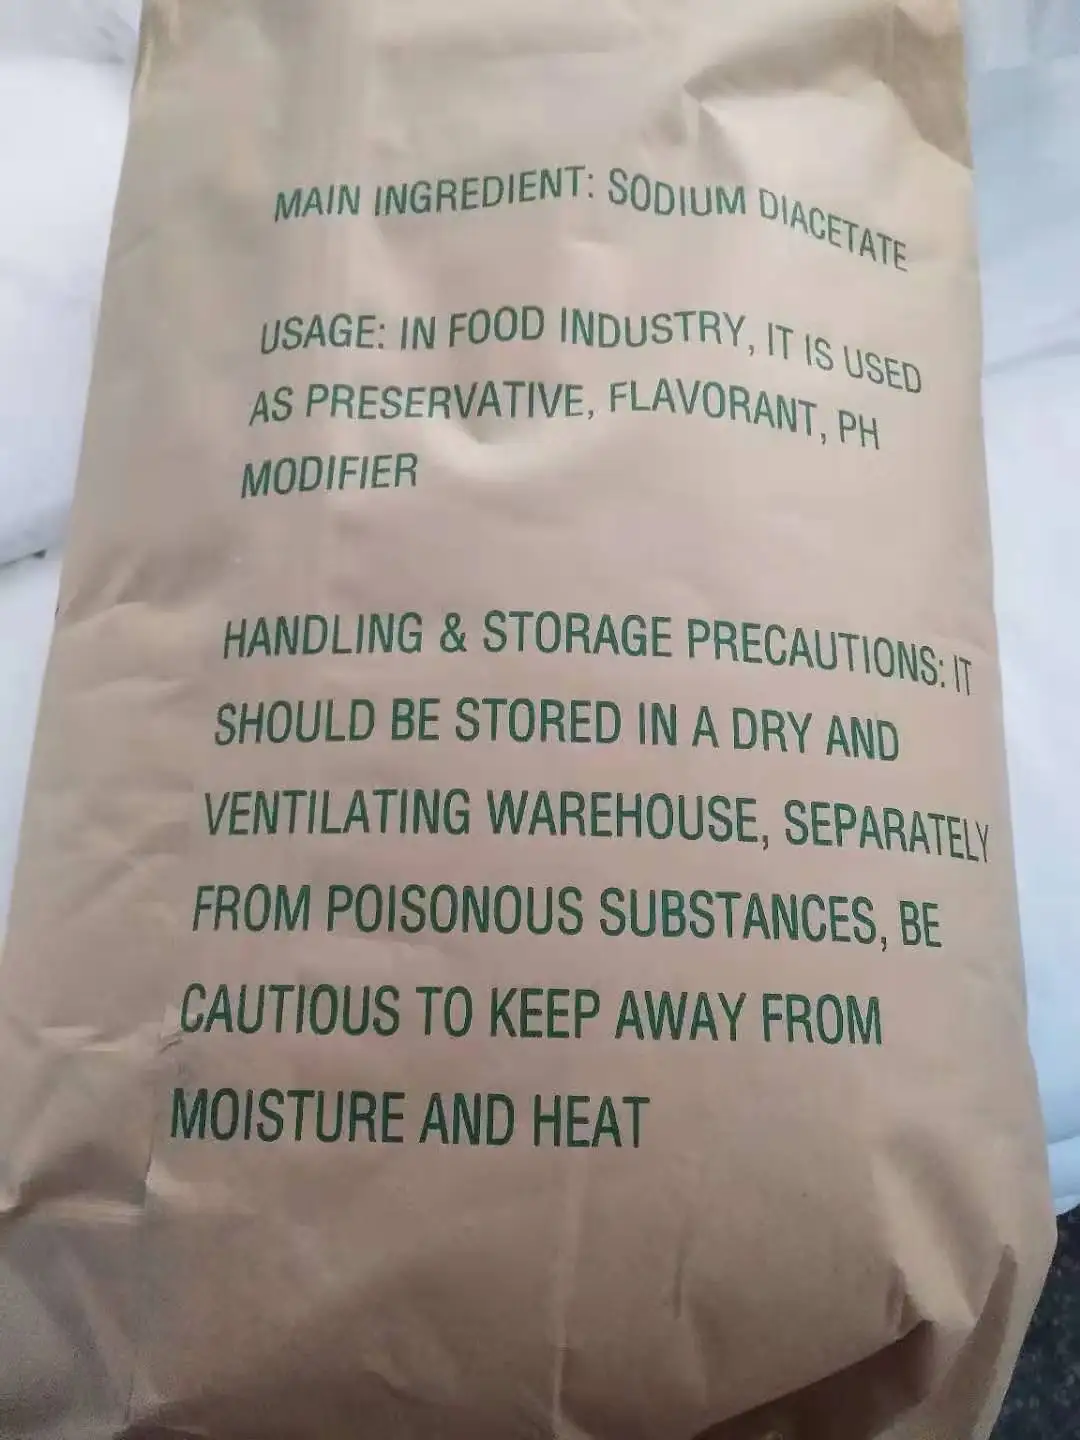 MAIN INGREDIENT: SODIUM DIACETATE
USAGE: IN FOOD INDUSTRY, IT IS USED
AS PRESERVATIVE, FLAVORANT, PH
MODIFIER
HANDLING & STORAGE PRECAUTIONS: IT
SHOULD BE STORED IN A DRY AND
VENTILATING WAREHOUSE, SEPARATELY
FROM POISONOUS SUBSTANCES, BE
CAUTIOUS TO KEEP AWAY FROM
MOISTURE AND HEAT